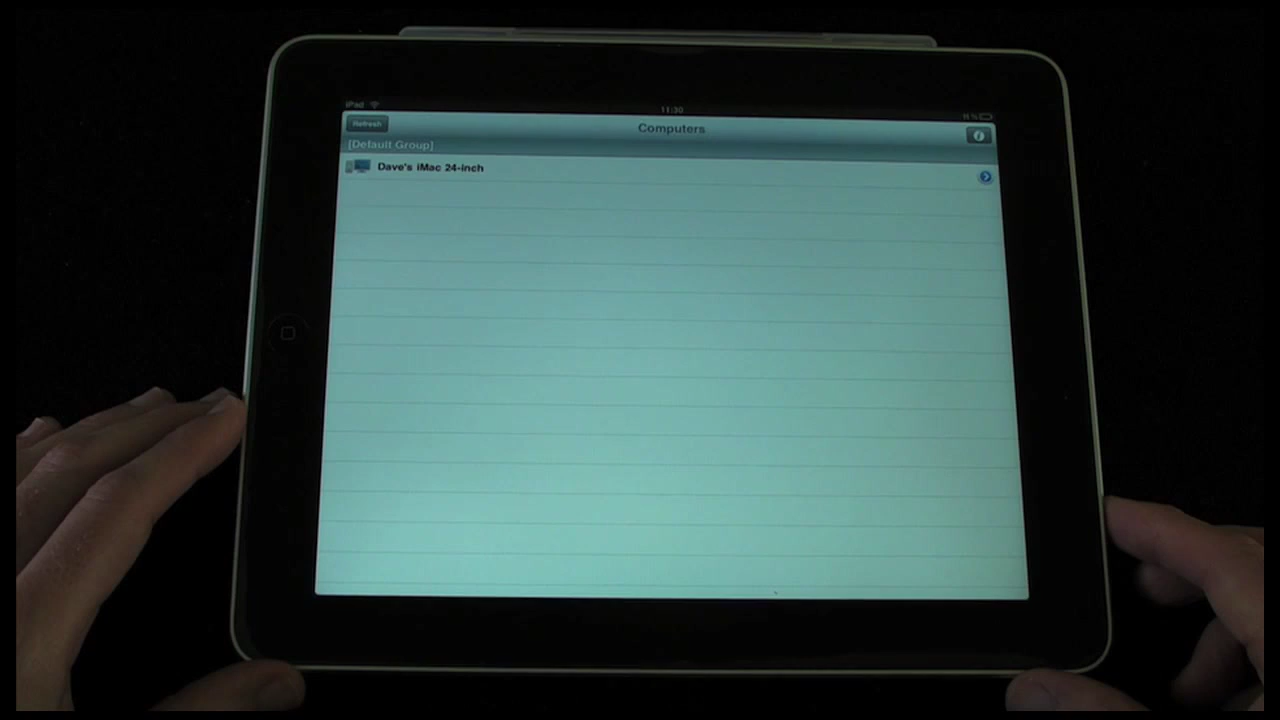 iPad
11:30
Refresh
Computers
[Default Group]
Dave's iMac 24-inch